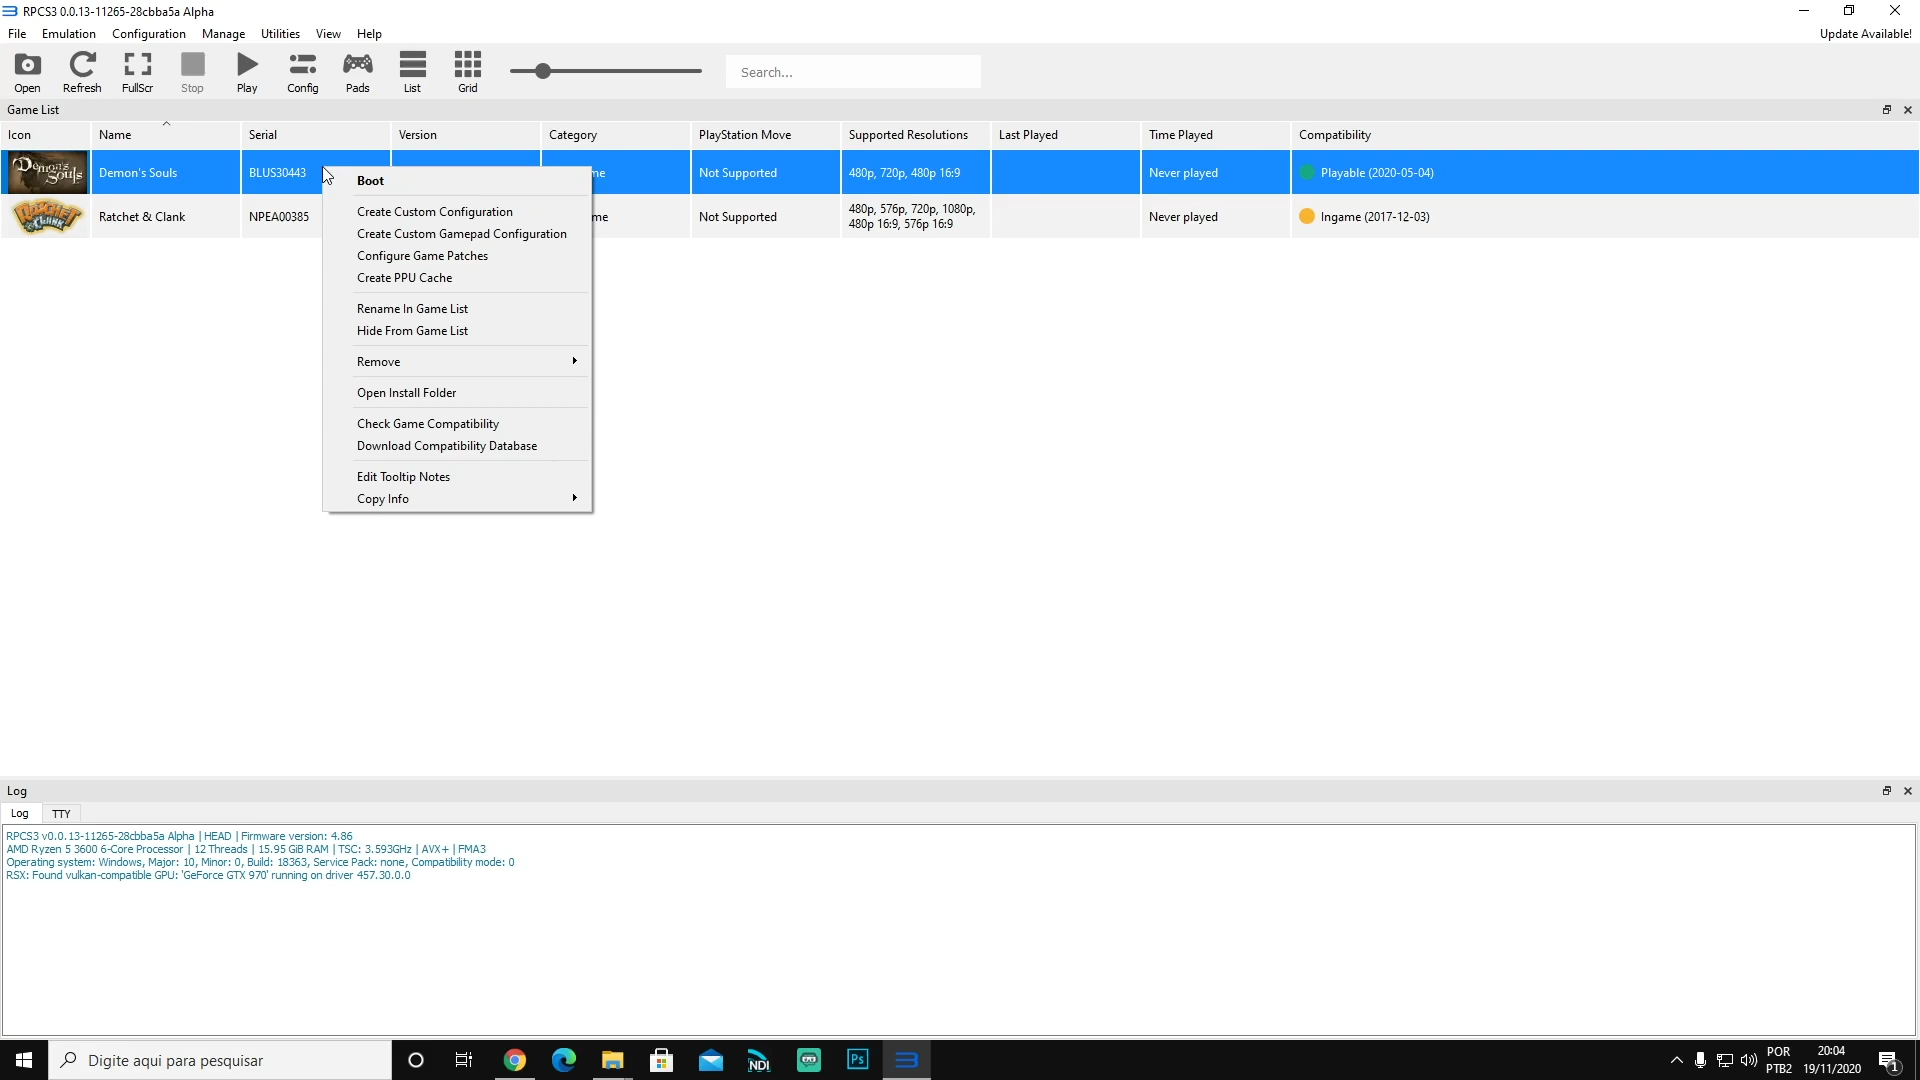 RPCS3 0.0.13-11265-28cbba5a Alpha
File Emulation Configuration Manage Utilities View Help Update Available!
Open Refresh FullScr Stop Play Config Pads List Grid Search...
Game List
Icon Name Serial Version Category PlayStation Move Supported Resolutions Last Played Time Played Compatibility
Demon's Souls Demon's Souls BLUS30443 me Not Supported 480p, 720p, 480p 16:9 Never played Playable (2020-05-04)
Ratchet & Clank Ratchet & Clank NPEA00385 me Not Supported 480p, 576p, 720p, 1080p, Never played Ingame (2017-12-03)
480p 16:9, 576p 16:9
Boot
Create Custom Configuration
Create Custom Gamepad Configuration
Configure Game Patches
Create PPU Cache
Rename In Game List
Hide From Game List
Remove
Open Install Folder
Check Game Compatibility
Download Compatibility Database
Edit Tooltip Notes
Copy Info
Log
Log TTY
RPCS3 v0.0.13-11265-28cbba5a Alpha | HEAD | Firmware version: 4.86
AMD Ryzen 5 3600 6-Core Processor | 12 Threads | 15.95 GiB RAM | TSC: 3.593GHz | AVX+ | FMA3
Operating system: Windows, Major: 10, Minor: 0, Build: 18363, Service Pack: none, Compatibility mode: 0
RSX: Found vulkan-compatible GPU: 'GeForce GTX 970' running on driver 457.30.0.0
Digite aqui para pesquisar
NDI
Ps
POR
PTB2
20:04
19/11/2020
1